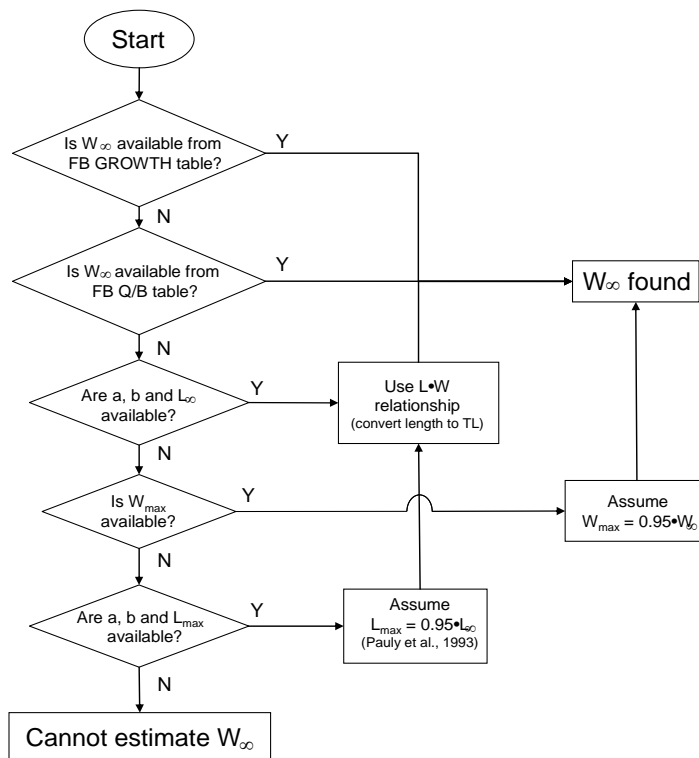 Start
Is W∞ available from
FB GROWTH table?
Y
N
Is W∞ available from
FB Q/B table?
Y
W∞ found
N
Are a, b and L∞
available?
Y
Use L•W
relationship
(convert length to TL)
N
Is Wmax
available?
Y
Assume
Wmax = 0.95•W∞
N
Are a, b and Lmax
available?
Y
Assume
Lmax = 0.95•L∞
(Pauly et al., 1993)
N
Cannot estimate W∞